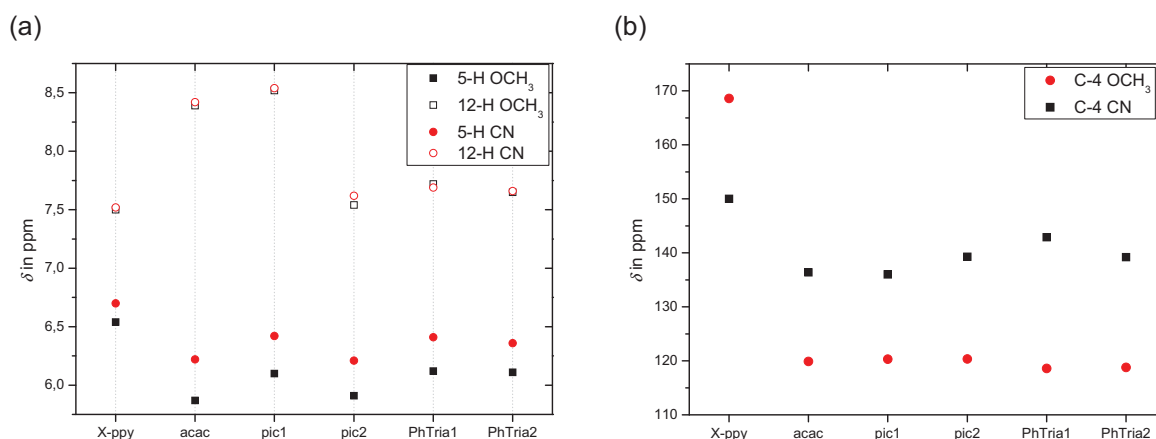 (a)
5-H OCH₃
12-H OCH₃
5-H CN
12-H CN
8,5
8,0
7,5
7,0
6,5
6,0
δ in ppm
X-ppy acac pic1 pic2 PhTria1 PhTria2
(b)
C-4 OCH₃
C-4 CN
170
160
150
140
130
120
110
δ in ppm
X-ppy acac pic1 pic2 PhTria1 PhTria2